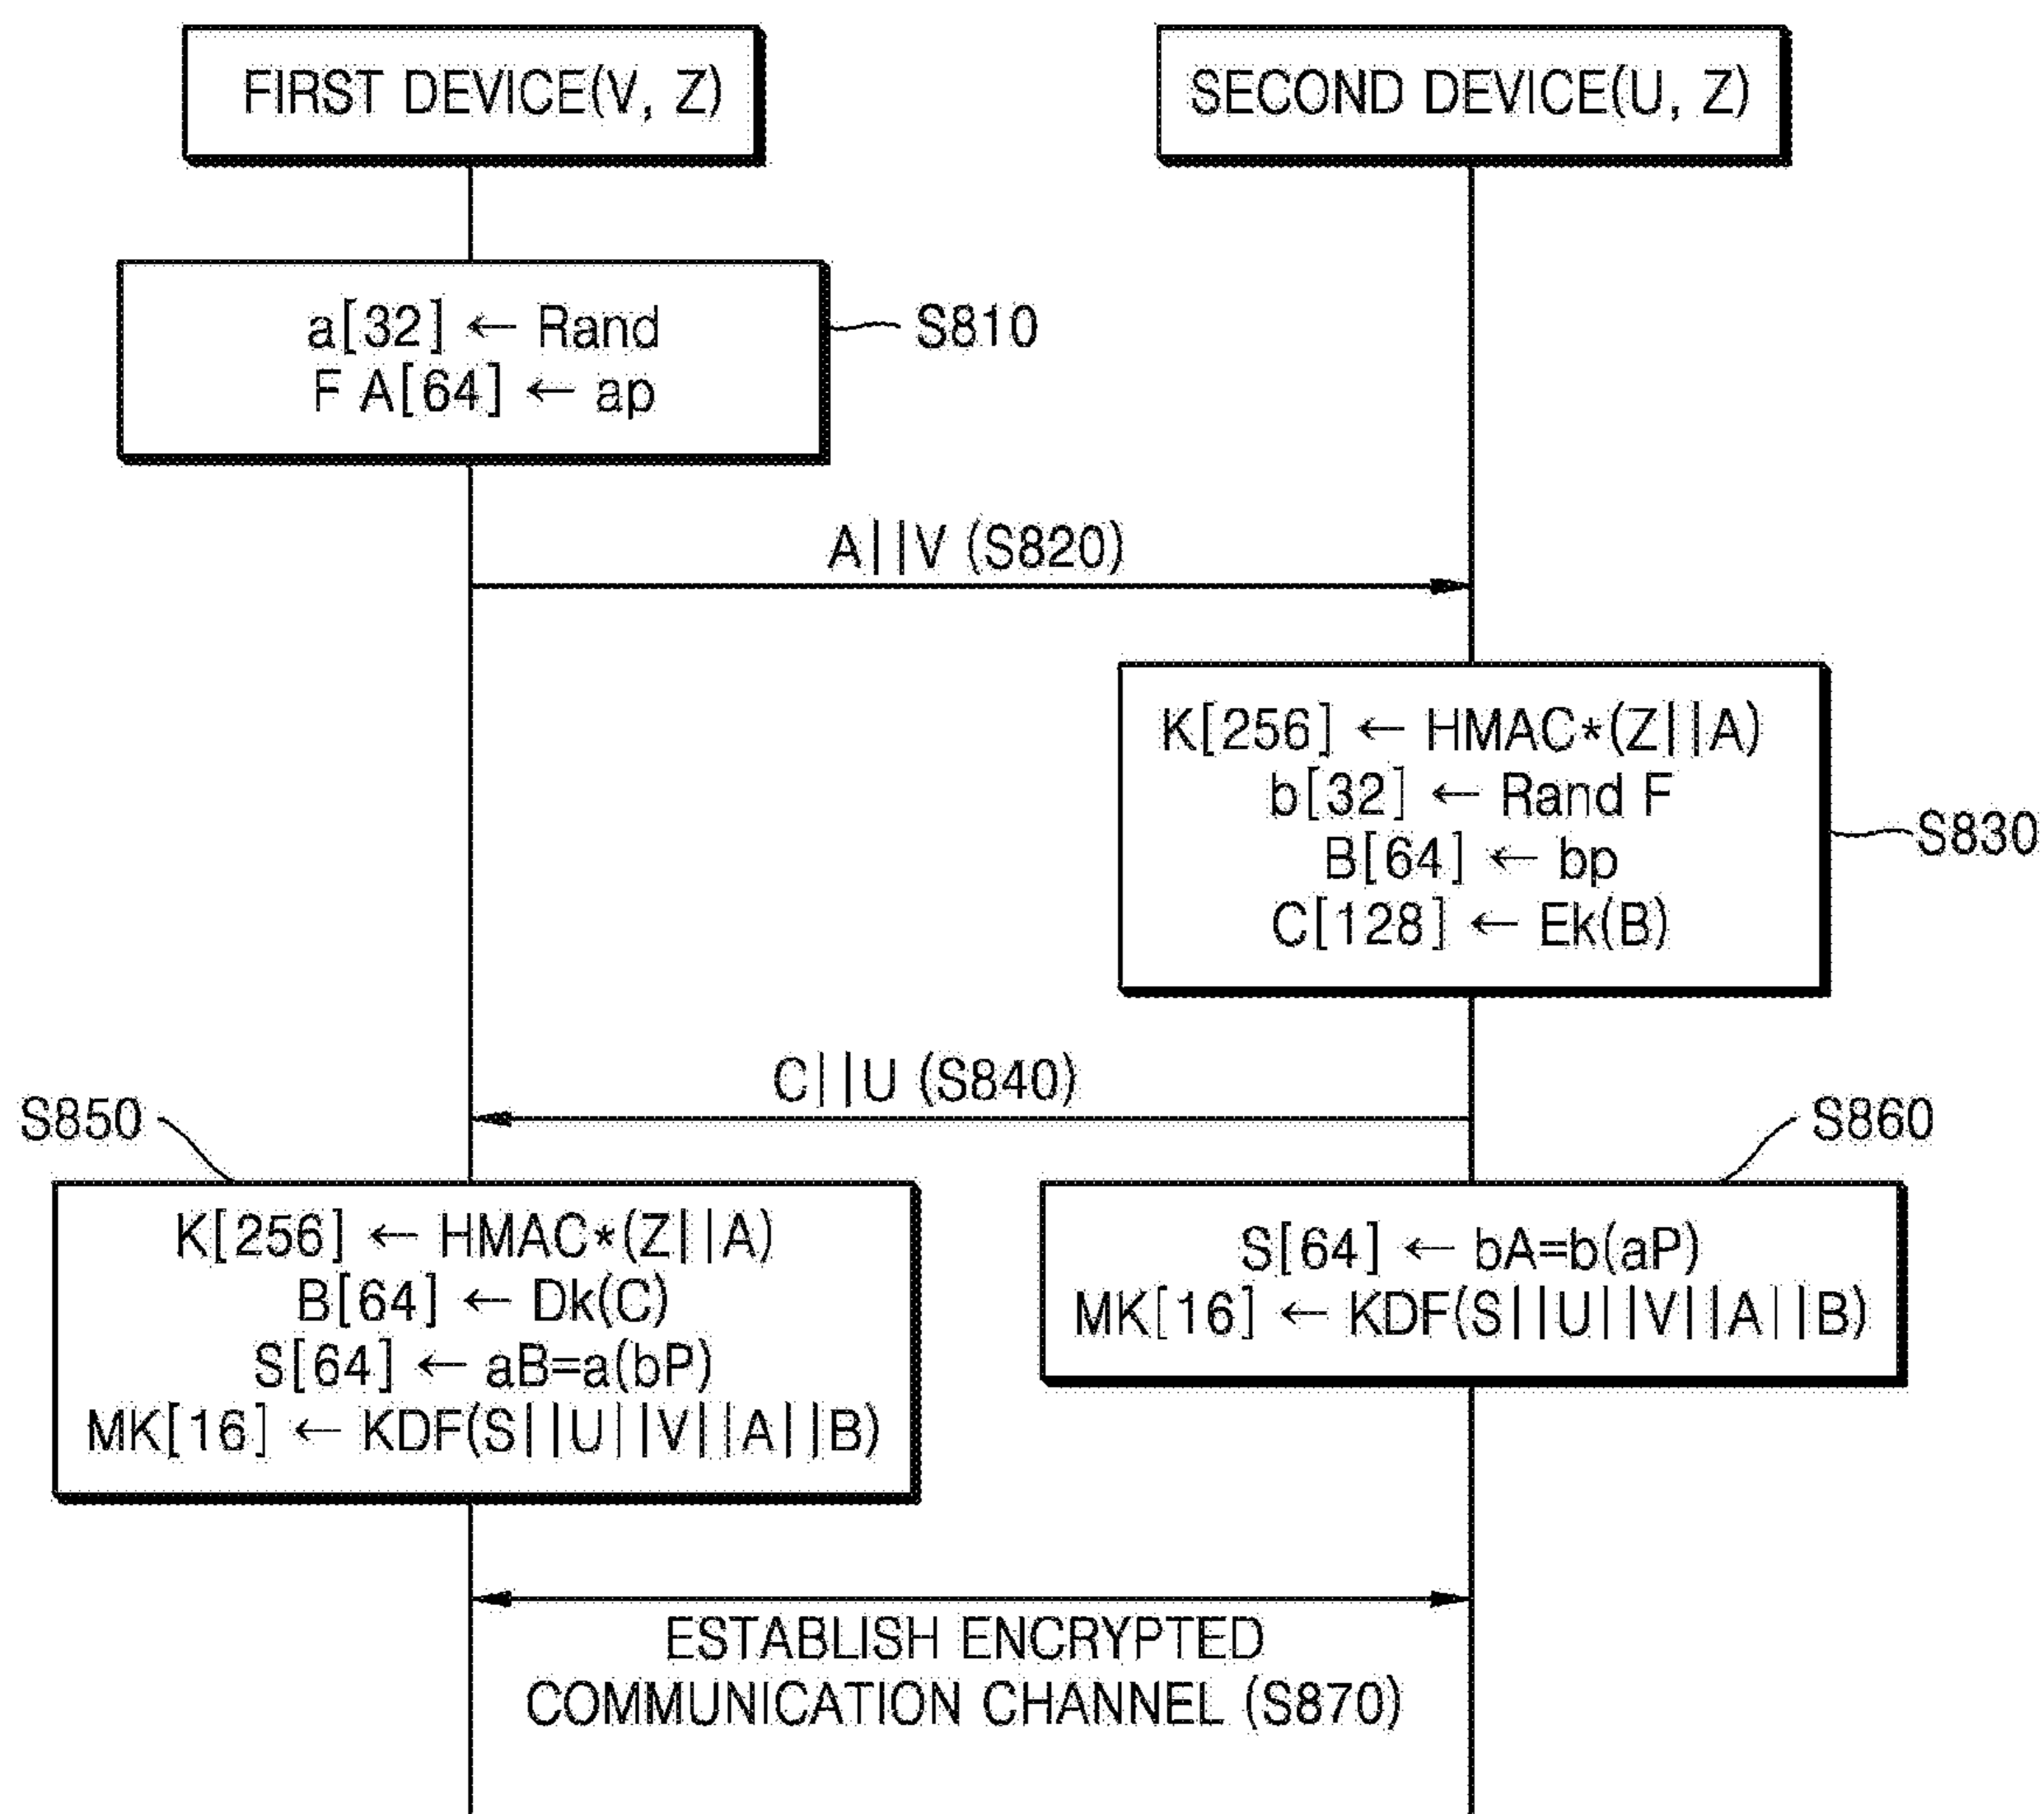 FIRST DEVICE(V, Z)
SECOND DEVICE(U, Z)
a[32] ← Rand
F A[64] ← ap
S810
A||V (S820)
K[256] ← HMAC*(Z||A)
b[32] ← Rand F
B[64] ← bp
C[128] ← Ek(B)
S830
C||U (S840)
S850
K[256] ← HMAC*(Z||A)
B[64] ← Dk(C)
S[64] ← aB=a(bP)
MK[16] ← KDF(S||U||V||A||B)
S860
S[64] ← bA=b(aP)
MK[16] ← KDF(S||U||V||A||B)
ESTABLISH ENCRYPTED
COMMUNICATION CHANNEL (S870)